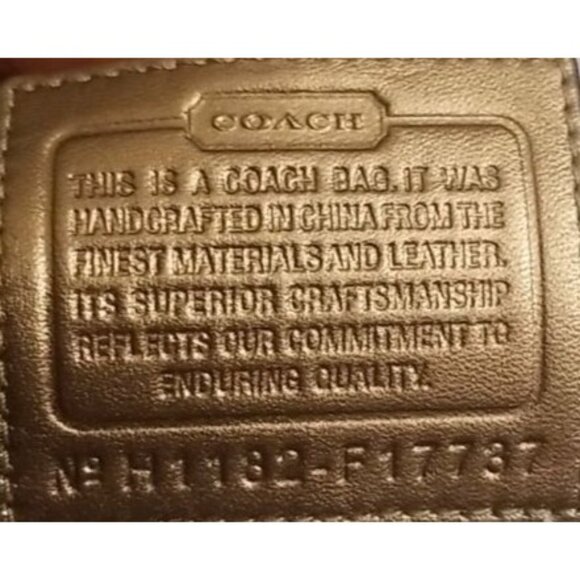 COACH
THIS IS A COACH BAG. IT WAS
HANDCRAFTED IN CHINA FROM THE
FINEST MATERIALS AND LEATHER.
ITS SUPERIOR CRAFTSMANSHIP
REFLECTS OUR COMMITMENT TO
ENDURING QUALITY.
Nº H1182-F17737